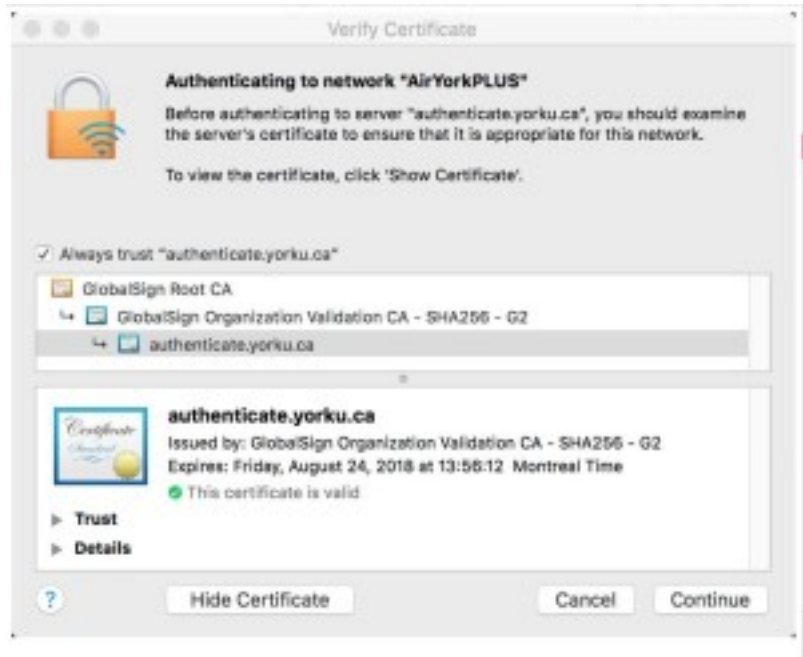 Verify Certificate
Authenticating to network "AirYorkPLUS"
Before authenticating to server "authenticate.yorku.ca", you should examine
the server's certificate to ensure that it is appropriate for this network.
To view the certificate, click 'Show Certificate'.
Always trust "authenticate.yorku.ca"
GlobalSign Root CA
GlobalSign Organization Validation CA - SHA256 - G2
authenticate.yorku.ca
Certificate
Standard
authenticate.yorku.ca
Issued by: GlobalSign Organization Validation CA - SHA256 - G2
Expires: Friday, August 24, 2018 at 13:56:12 Montreal Time
This certificate is valid
Trust
Details
?
Hide Certificate
Cancel
Continue